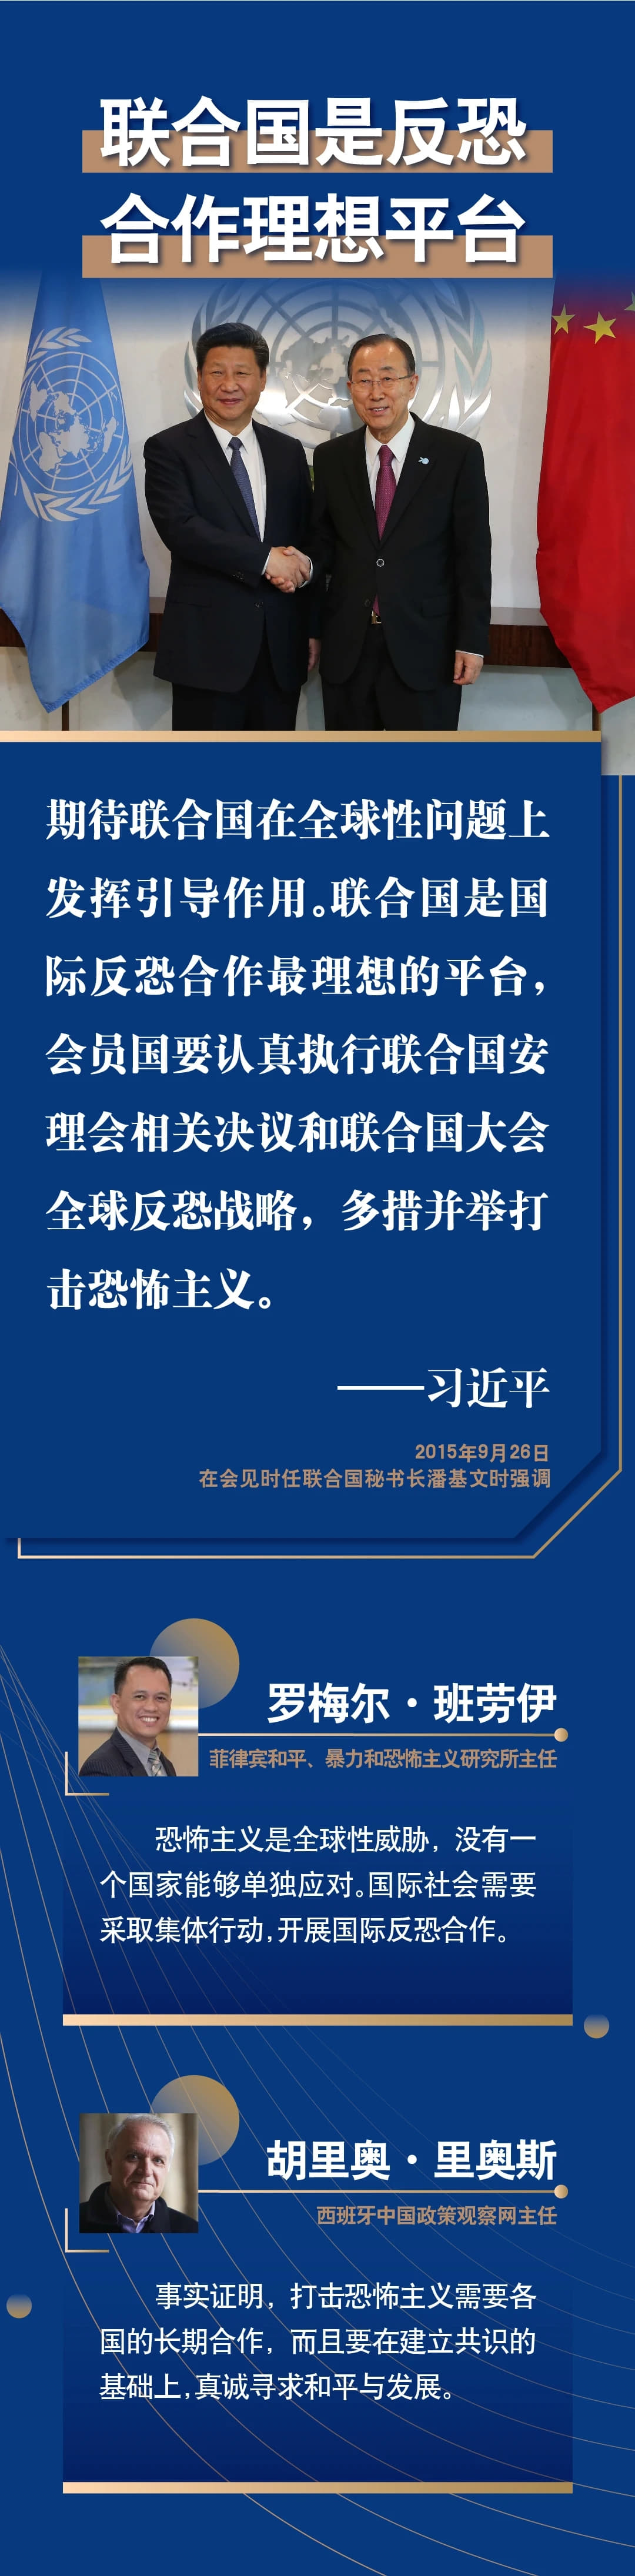 联合国是反恐
合作理想平台
期待联合国在全球性问题上
发挥引导作用。联合国是国
际反恐合作最理想的平台，
会员国要认真执行联合国安
理会相关决议和联合国大会
全球反恐战略，多措并举打
击恐怖主义。
——习近平
2015年9月26日
在会见时任联合国秘书长潘基文时强调
罗梅尔·班劳伊
菲律宾和平、暴力和恐怖主义研究所主任
恐怖主义是全球性威胁，没有一
个国家能够单独应对。国际社会需要
采取集体行动，开展国际反恐合作。
胡里奥·里奥斯
西班牙中国政策观察网主任
事实证明，打击恐怖主义需要各
国的长期合作，而且要在建立共识的
基础上，真诚寻求和平与发展。